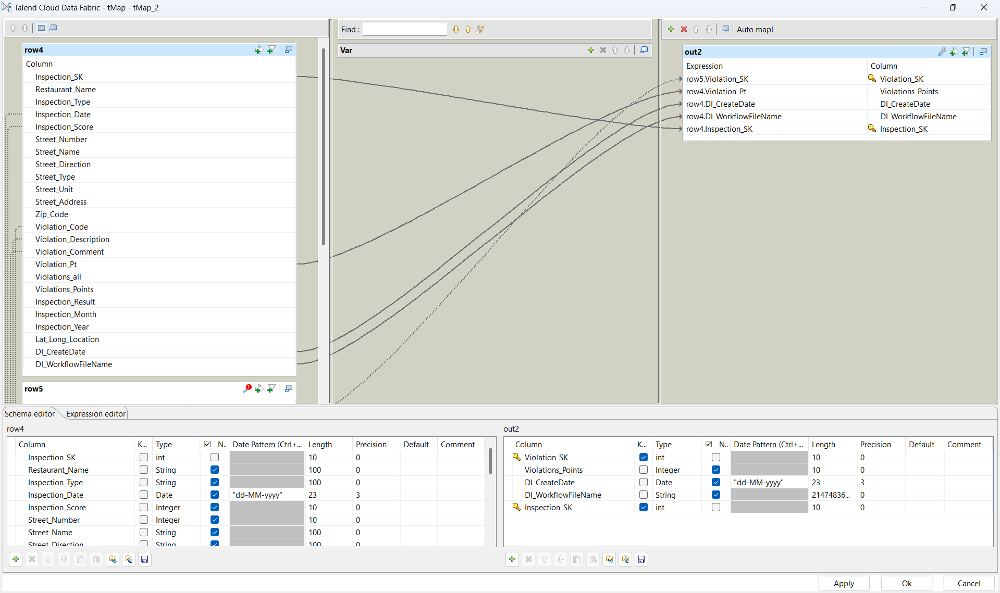 Talend Cloud Data Fabric - tMap - tMap_2
Find :
Auto map!
row4
Column
Inspection_SK
Restaurant_Name
Inspection_Type
Inspection_Date
Inspection_Score
Street_Number
Street_Name
Street_Direction
Street_Type
Street_Unit
Street_Address
Zip_Code
Violation_Code
Violation_Description
Violation_Comment
Violation_Pt
Violations_all
Violations_Points
Inspection_Result
Inspection_Month
Inspection_Year
Lat_Long_Location
DI_CreateDate
DI_WorkflowFileName
row5
1
Var
out2
Expression Column
row5.Violation_SK Violation_SK
row4.Violation_Pt Violations_Points
row4.DI_CreateDate DI_CreateDate
row4.DI_WorkflowFileName DI_WorkflowFileName
row4.Inspection_SK Inspection_SK
Schema editor Expression editor
row4
Column K... Type N.. Date Pattern (Ctrl+... Length Precision Default Comment
Inspection_SK int 10 0
Restaurant_Name String 100 0
Inspection_Type String 100 0
Inspection_Date Date "dd-MM-yyyy" 23 3
Inspection_Score Integer 10 0
Street_Number Integer 10 0
Street_Name String 100 0
Street_Direction String 100 0
out2
Column K... Type N.. Date Pattern (Ctrl+... Length Precision Default Comment
Violation_SK int 10 0
Violations_Points Integer 10 0
DI_CreateDate Date "dd-MM-yyyy" 23 3
DI_WorkflowFileName String 21474836... 0
Inspection_SK int 10 0
Apply Ok Cancel